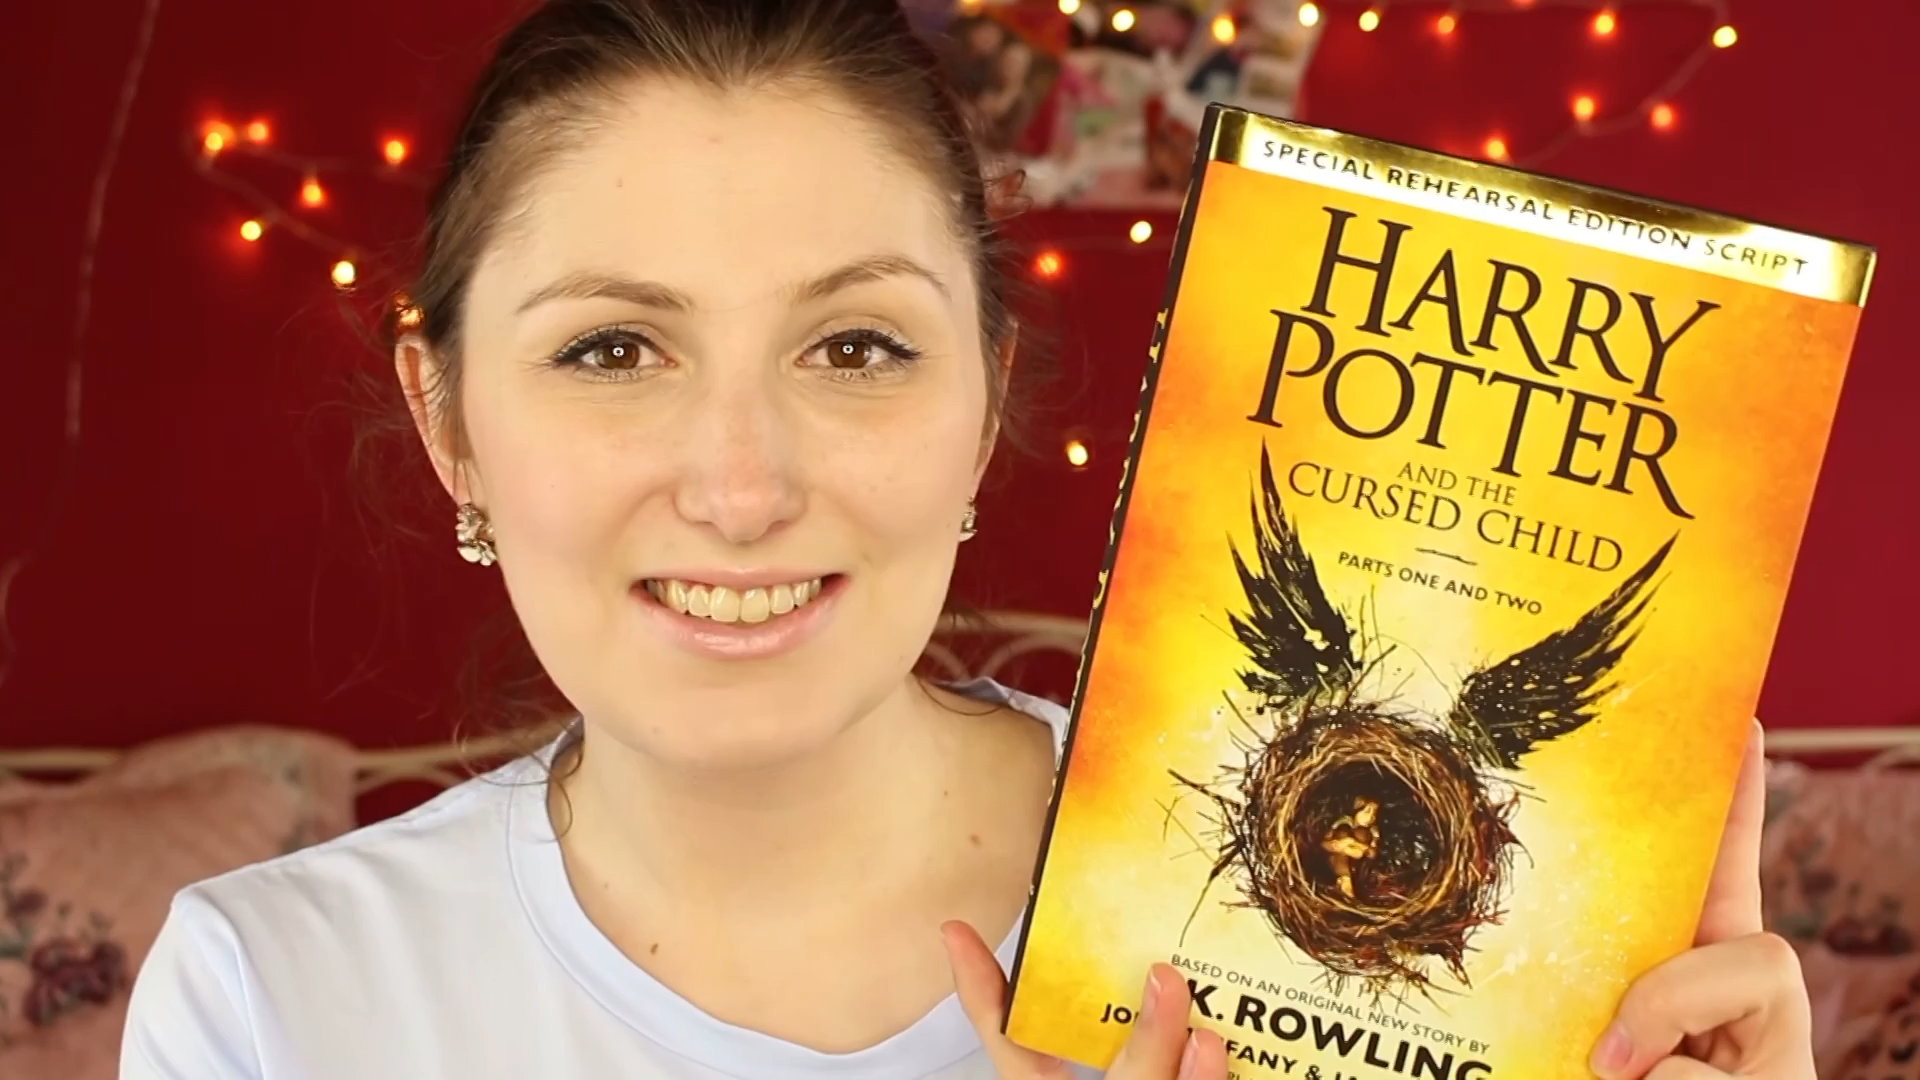 SPECIAL REHEARSAL EDITION SCRIPT
HARRY
POTTER
AND THE
CURSED CHILD
PARTS ONE AND TWO
BASED ON AN ORIGINAL NEW STORY BY
K. ROWLING